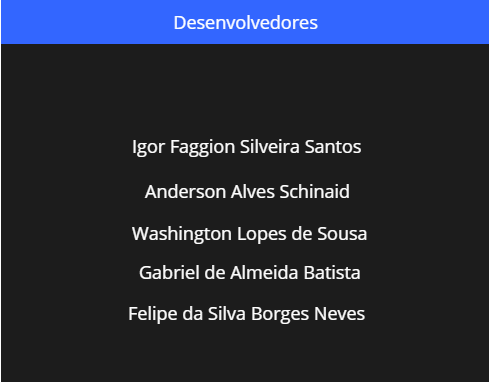 Desenvolvedores
Igor Faggion Silveira Santos
Anderson Alves Schinaid
Washington Lopes de Sousa
Gabriel de Almeida Batista
Felipe da Silva Borges Neves